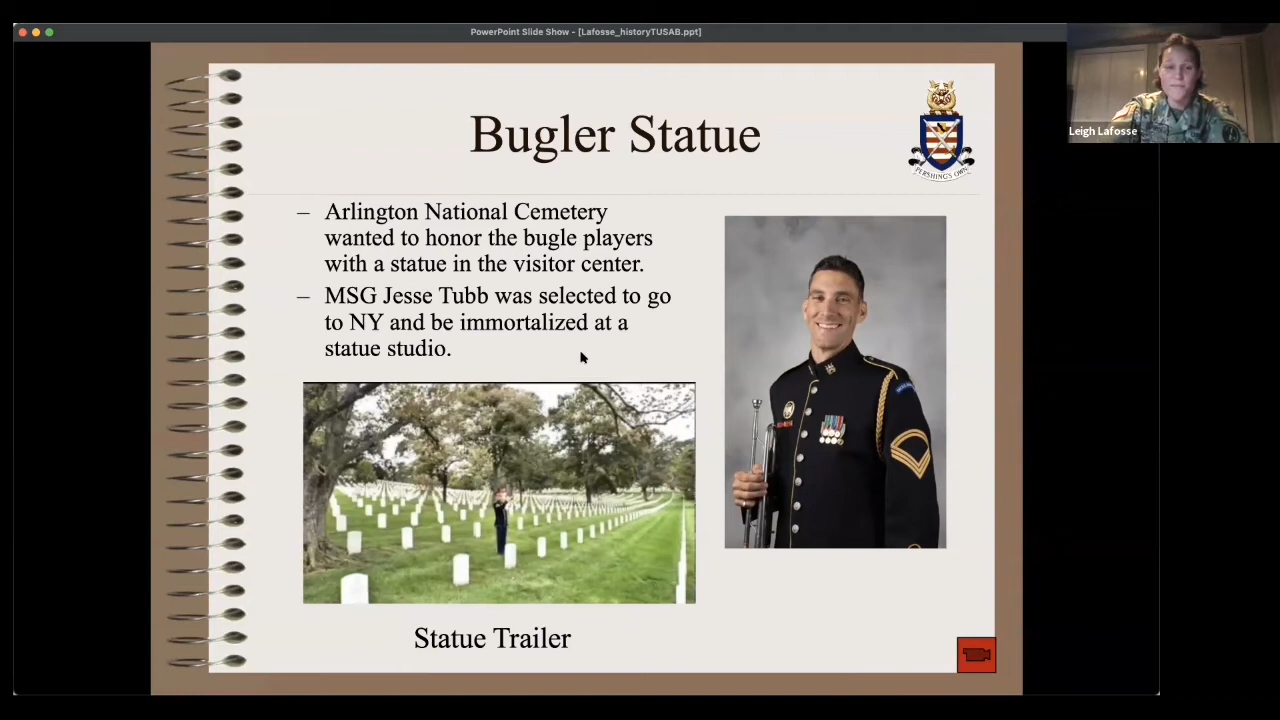 PowerPoint Slide Show - [Lafosse_historyTUSAB.ppt]
Leigh Lafosse
Bugler Statue
PERSHING'S OWN
– Arlington National Cemetery
wanted to honor the bugle players
with a statue in the visitor center.
– MSG Jesse Tubb was selected to go
to NY and be immortalized at a
statue studio.
Statue Trailer